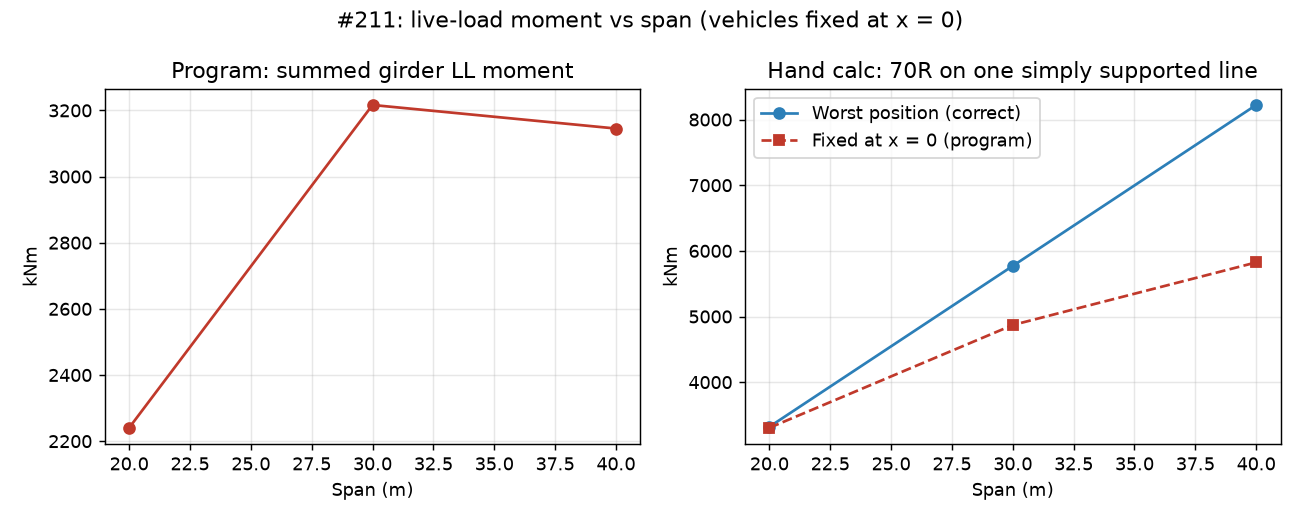 #211: live-load moment vs span (vehicles fixed at x = 0)
Program: summed girder LL moment
3200
3000
2800
2600
2400
2200
kNm
20.0 22.5 25.0 27.5 30.0 32.5 35.0 37.5 40.0
Span (m)
Hand calc: 70R on one simply supported line
Worst position (correct)
Fixed at x = 0 (program)
8000
7000
6000
5000
4000
kNm
20.0 22.5 25.0 27.5 30.0 32.5 35.0 37.5 40.0
Span (m)